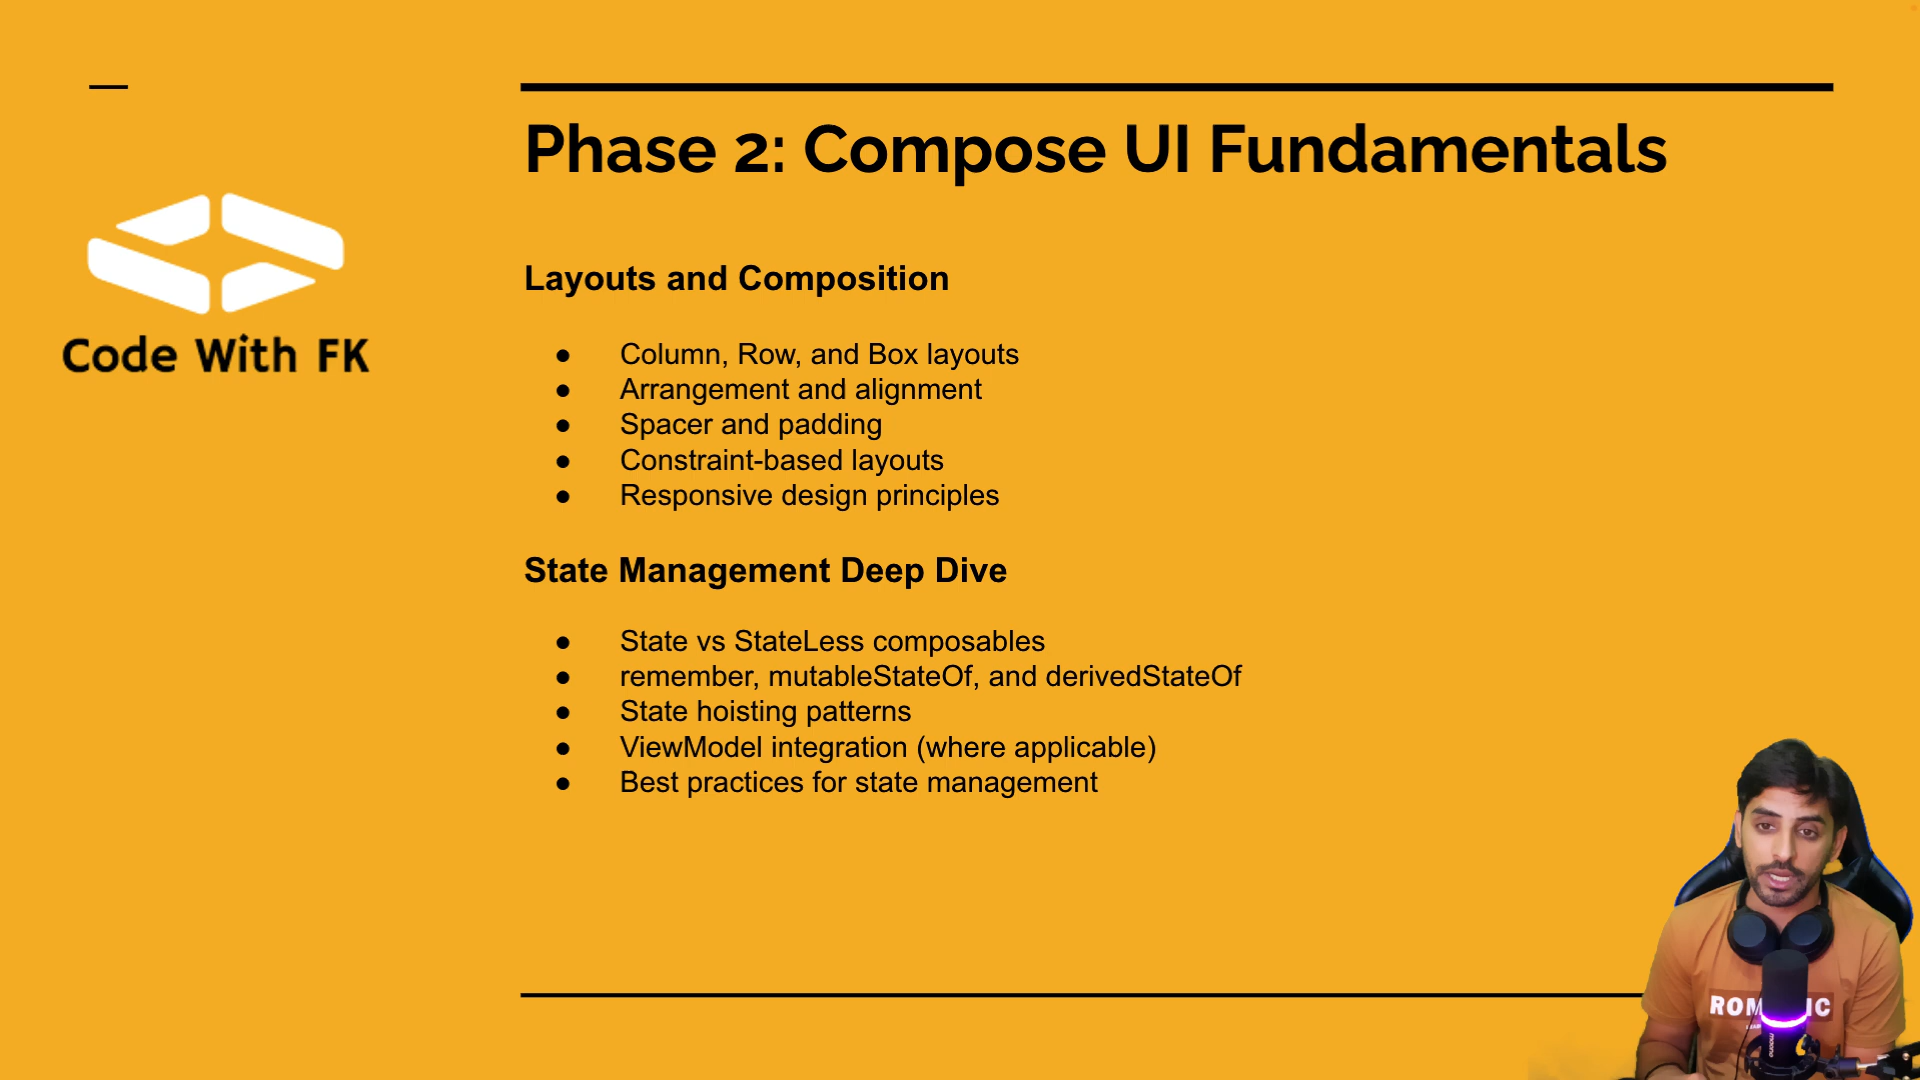 Phase 2: Compose UI Fundamentals
Code With FK
Layouts and Composition
● Column, Row, and Box layouts
● Arrangement and alignment
● Spacer and padding
● Constraint-based layouts
● Responsive design principles
State Management Deep Dive
● State vs StateLess composables
● remember, mutableStateOf, and derivedStateOf
● State hoisting patterns
● ViewModel integration (where applicable)
● Best practices for state management